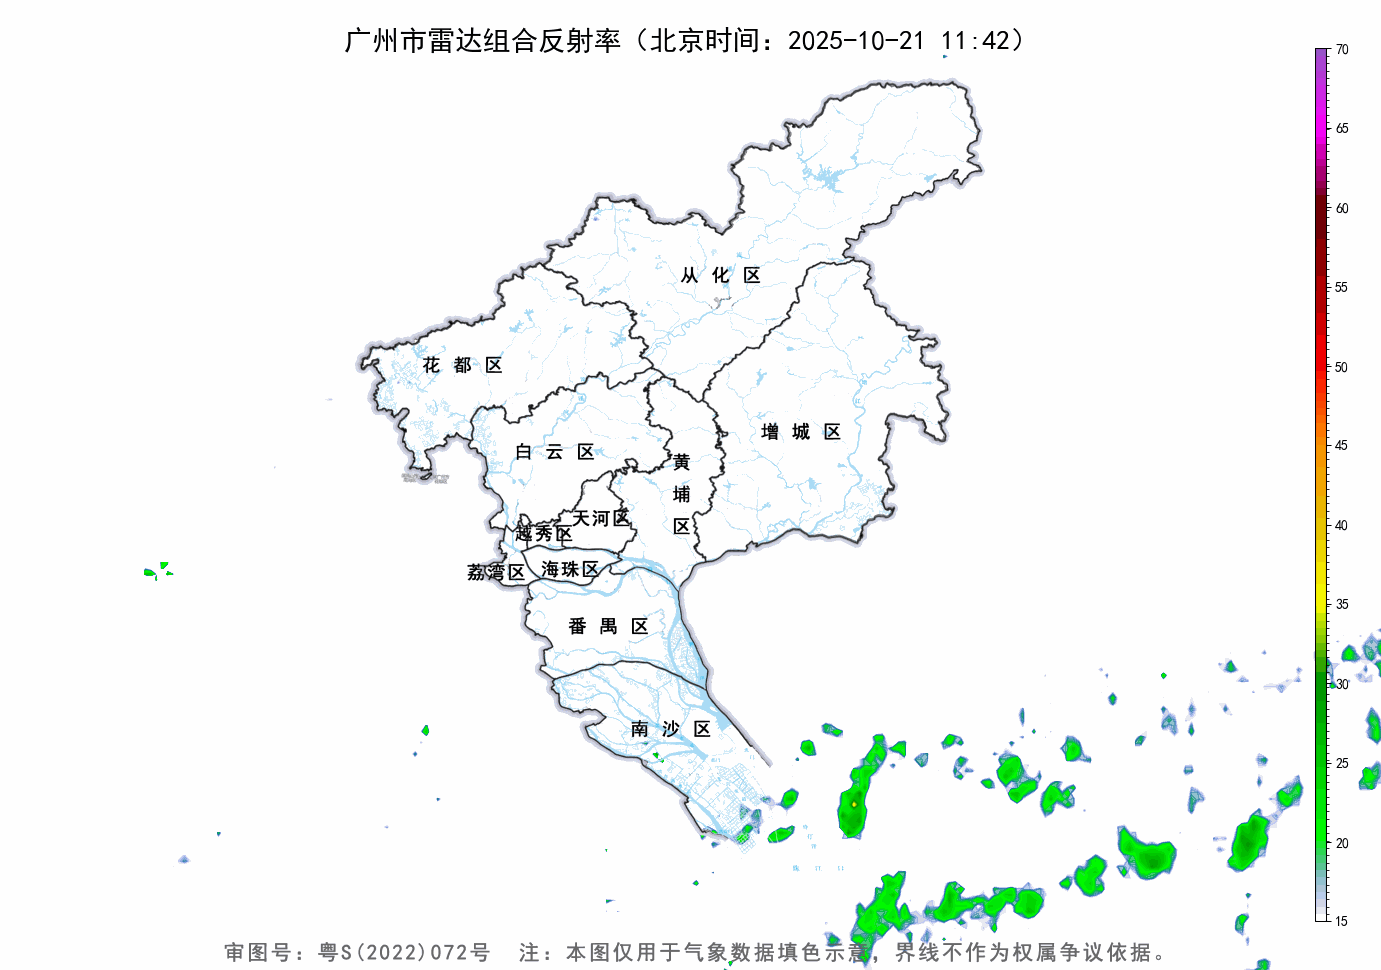 广州市雷达组合反射率（北京时间：2025-10-21 11:42）
70
65
60
55
50
45
40
35
30
25
20
15
从化区
花都区
增城区
白云区
黄埔区
天河区
越秀区
荔湾区
海珠区
番禺区
南沙区
审图号：粤S(2022)072号 注：本图仅用于气象数据填色示意，界线不作为权属争议依据。